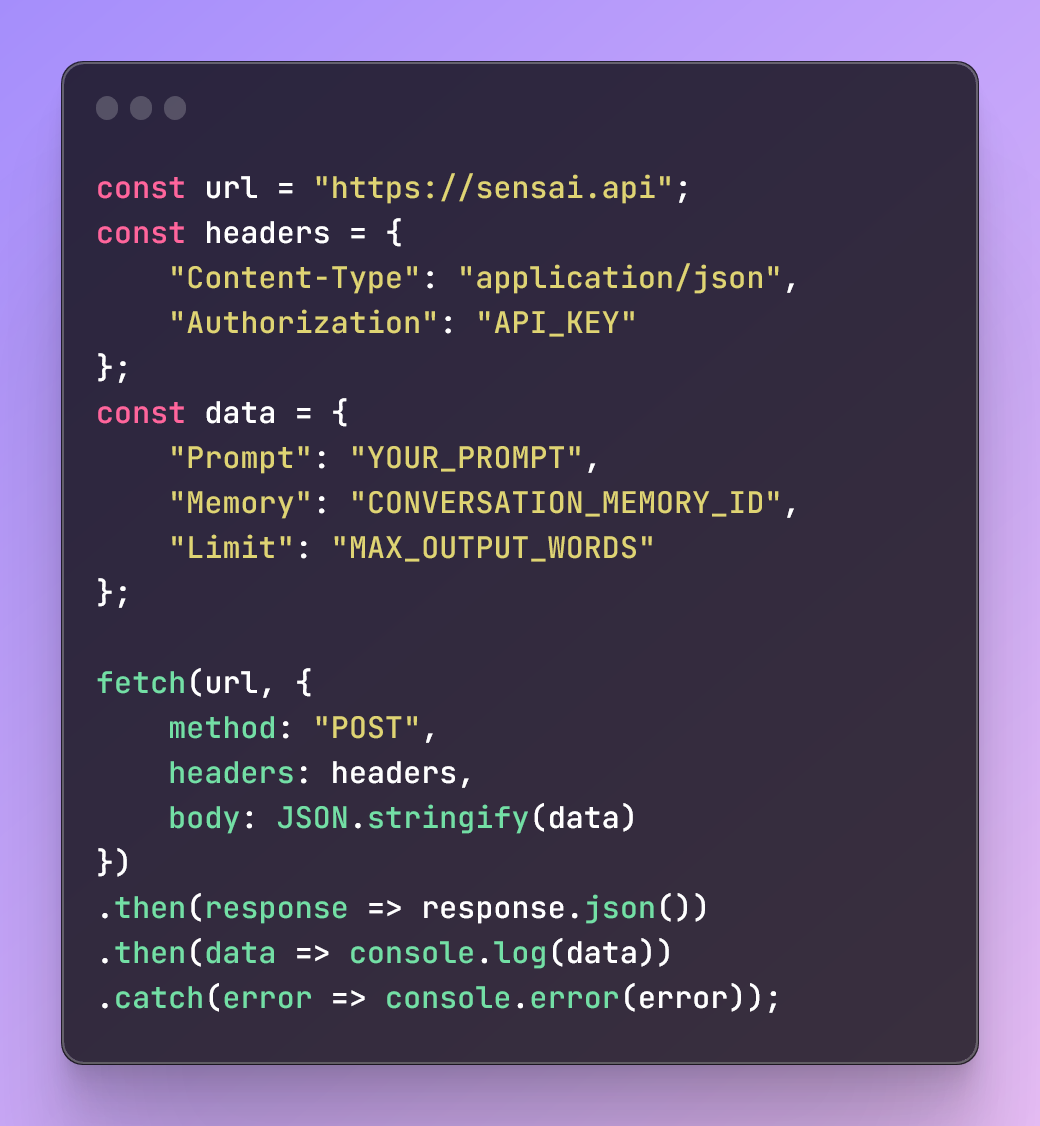 const url = "https://sensai.api";
const headers = {
    "Content-Type": "application/json",
    "Authorization": "API_KEY"
};
const data = {
    "Prompt": "YOUR_PROMPT",
    "Memory": "CONVERSATION_MEMORY_ID",
    "Limit": "MAX_OUTPUT_WORDS"
};

fetch(url, {
    method: "POST",
    headers: headers,
    body: JSON.stringify(data)
})
.then(response => response.json())
.then(data => console.log(data))
.catch(error => console.error(error));